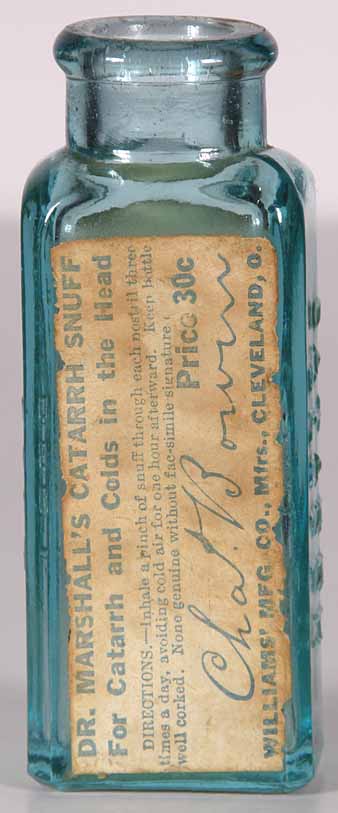 DR. MARSHALL'S CATARRH SNUFF
For Catarrh and Colds in the Head
DIRECTIONS.—Inhale a pinch of snuff through each nostril three
times a day, avoiding cold air for one hour afterward. Keep bottle
well corked. None genuine without fac-simile signature.
Price 30c
Chas. Bowen
WILLIAMS' MFG. CO., Mfrs., CLEVELAND, O.